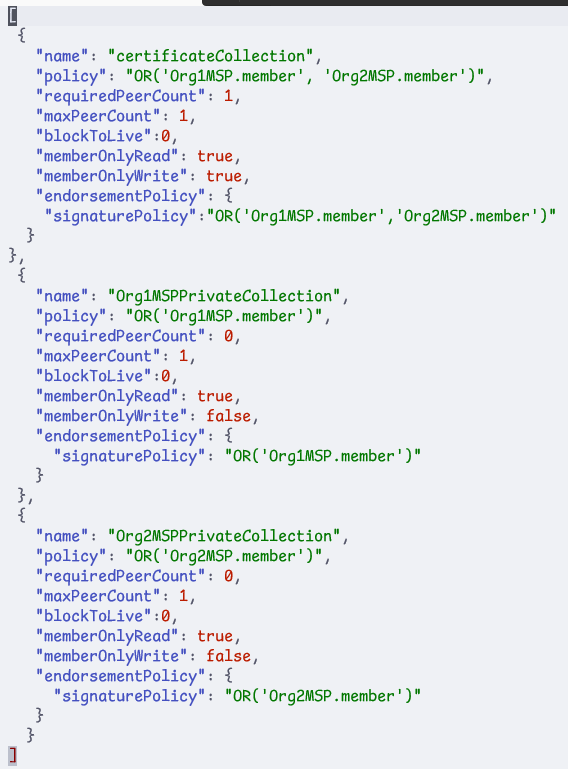 [
 {
   "name": "certificateCollection",
   "policy": "OR('Org1MSP.member', 'Org2MSP.member')",
   "requiredPeerCount": 1,
   "maxPeerCount": 1,
   "blockToLive":0,
   "memberOnlyRead": true,
   "memberOnlyWrite": true,
   "endorsementPolicy": {
    "signaturePolicy":"OR('Org1MSP.member','Org2MSP.member')"
  }
},
 {
   "name": "Org1MSPPrivateCollection",
   "policy": "OR('Org1MSP.member')",
   "requiredPeerCount": 0,
   "maxPeerCount": 1,
   "blockToLive":0,
   "memberOnlyRead": true,
   "memberOnlyWrite": false,
   "endorsementPolicy": {
     "signaturePolicy": "OR('Org1MSP.member')"
   }
 },
 {
   "name": "Org2MSPPrivateCollection",
   "policy": "OR('Org2MSP.member')",
   "requiredPeerCount": 0,
   "maxPeerCount": 1,
   "blockToLive":0,
   "memberOnlyRead": true,
   "memberOnlyWrite": false,
   "endorsementPolicy": {
     "signaturePolicy": "OR('Org2MSP.member')"
   }
  }
]